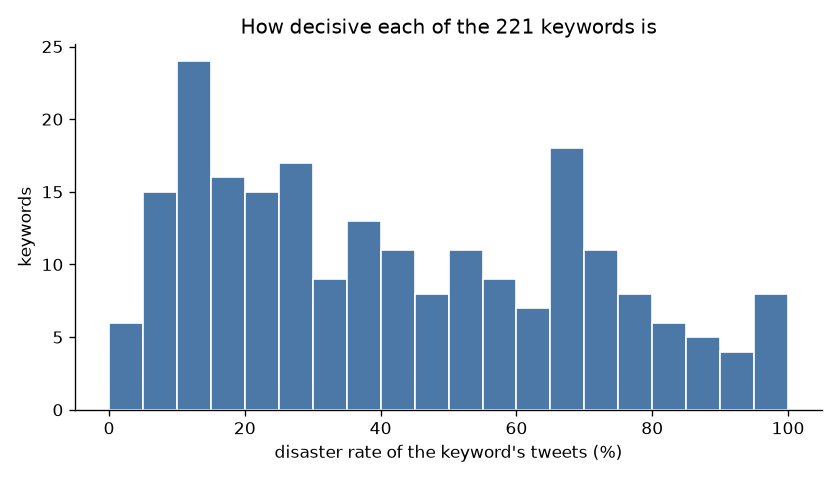 How decisive each of the 221 keywords is
25
20
15
10
5
0
keywords
0 20 40 60 80 100
disaster rate of the keyword's tweets (%)